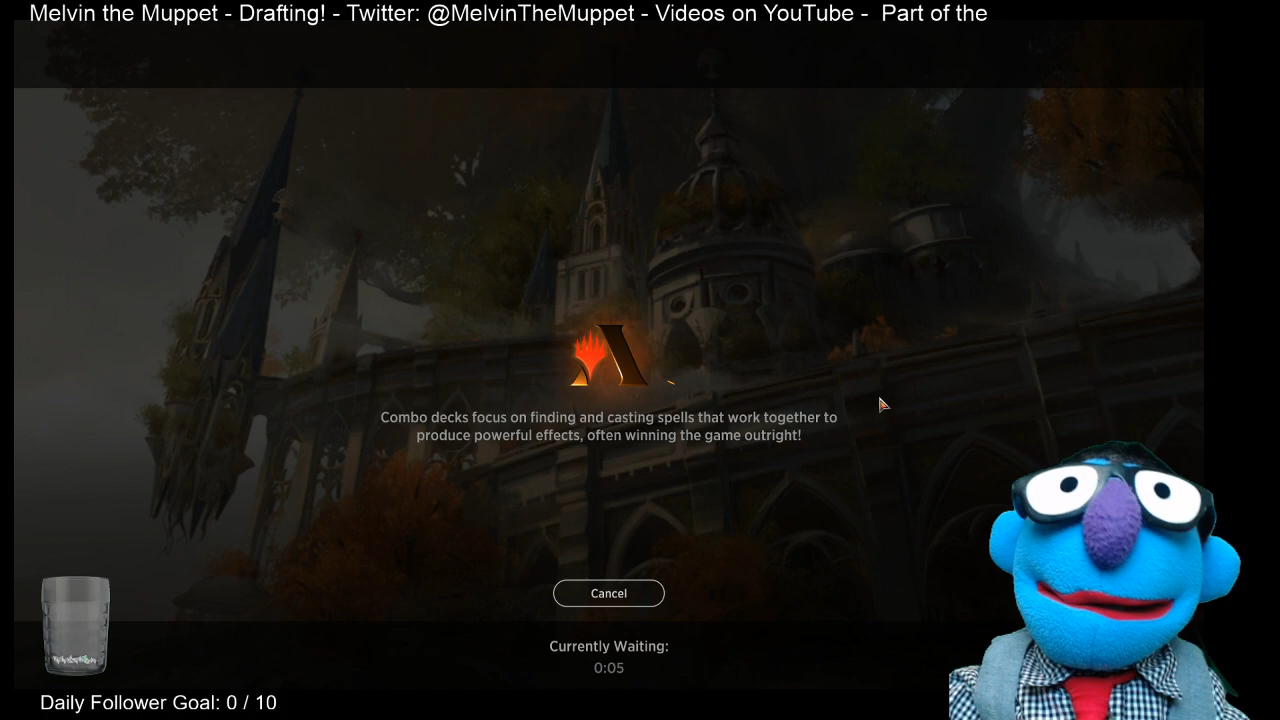 Melvin the Muppet - Drafting! - Twitter: @MelvinTheMuppet - Videos on YouTube -  Part of the
Combo decks focus on finding and casting spells that work together to
produce powerful effects, often winning the game outright!
Cancel
Currently Waiting:
0:05
Daily Follower Goal: 0 / 10